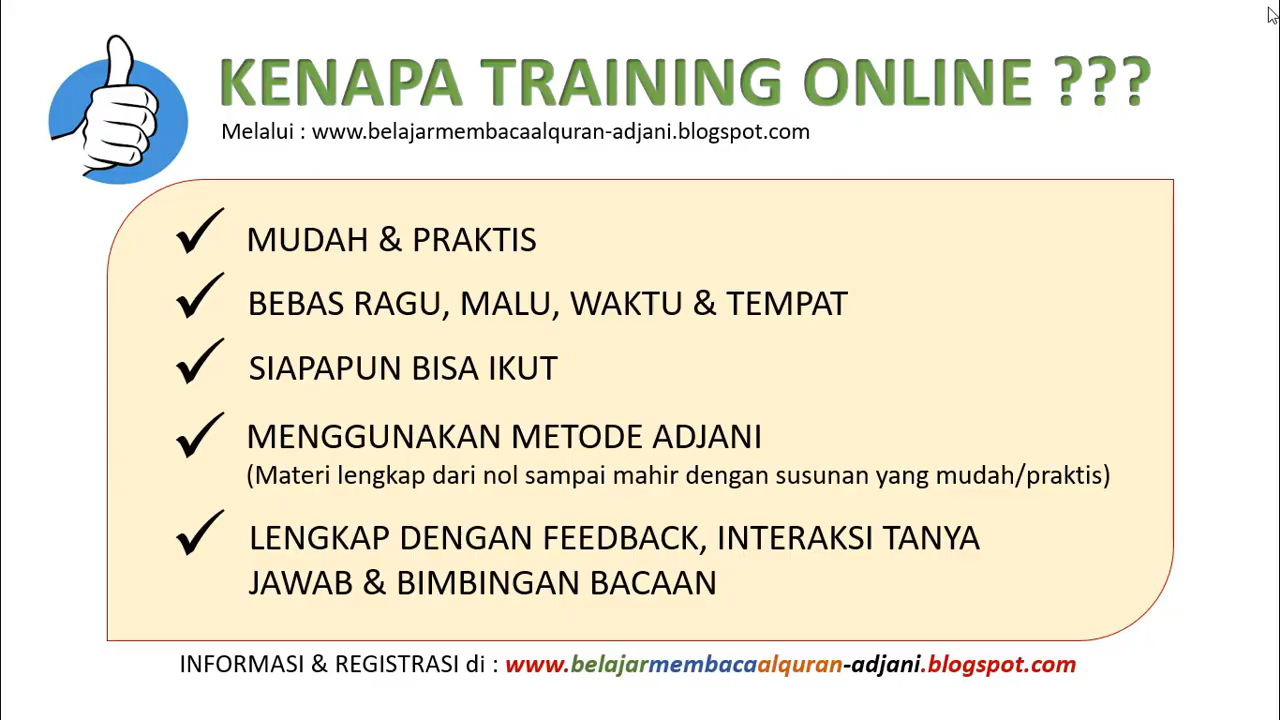 KENAPA TRAINING ONLINE ???
Melalui : www.belajarmembacaalquran-adjani.blogspot.com
MUDAH & PRAKTIS
BEBAS RAGU, MALU, WAKTU & TEMPAT
SIAPAPUN BISA IKUT
MENGGUNAKAN METODE ADJANI
(Materi lengkap dari nol sampai mahir dengan susunan yang mudah/praktis)
LENGKAP DENGAN FEEDBACK, INTERAKSI TANYA
JAWAB & BIMBINGAN BACAAN
INFORMASI & REGISTRASI di : www.belajarmembacaalquran-adjani.blogspot.com